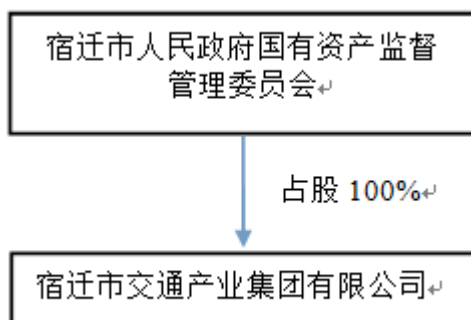 宿迁市人民政府国有资产监督
管理委员会↵
占股 100%↵
宿迁市交通产业集团有限公司↵